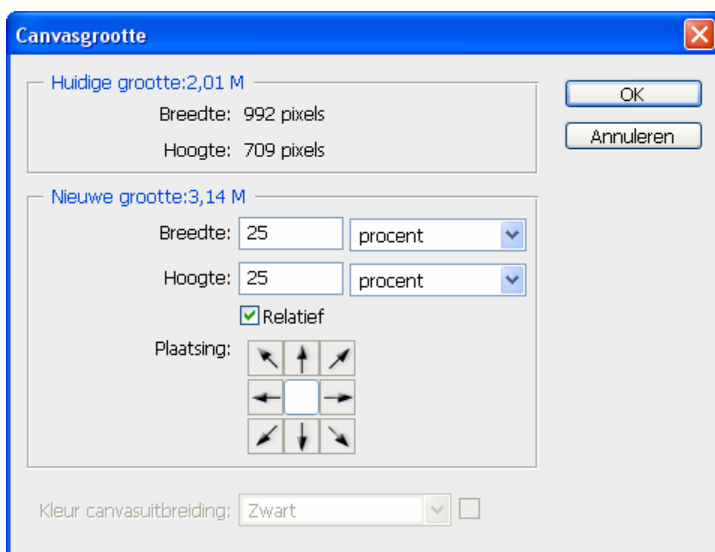 Canvasgrootte
Huidige grootte:2,01 M
Breedte: 992 pixels
Hoogte: 709 pixels
OK
Annuleren
Nieuwe grootte:3,14 M
Breedte: 25 procent
Hoogte: 25 procent
Relatief
Plaatsing:
Kleur canvasuitbreiding: Zwart